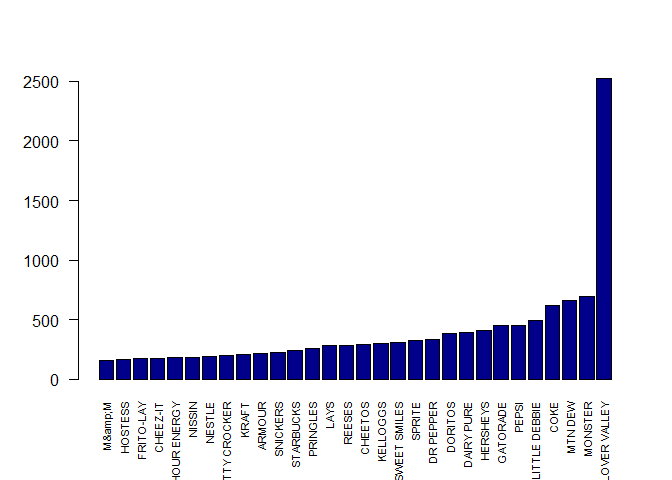 2500
2000
1500
1000
500
0
M&amp;M
HOSTESS
FRITO-LAY
CHEEZ-IT
HOUR ENERGY
NISSIN
NESTLE
TTY CROCKER
KRAFT
ARMOUR
SNICKERS
STARBUCKS
PRINGLES
LAYS
REESES
CHEETOS
KELLOGGS
SWEET SMILES
SPRITE
DR PEPPER
DORITOS
DAIRY PURE
HERSHEYS
GATORADE
PEPSI
LITTLE DEBBIE
COKE
MTN DEW
MONSTER
LOVER VALLEY